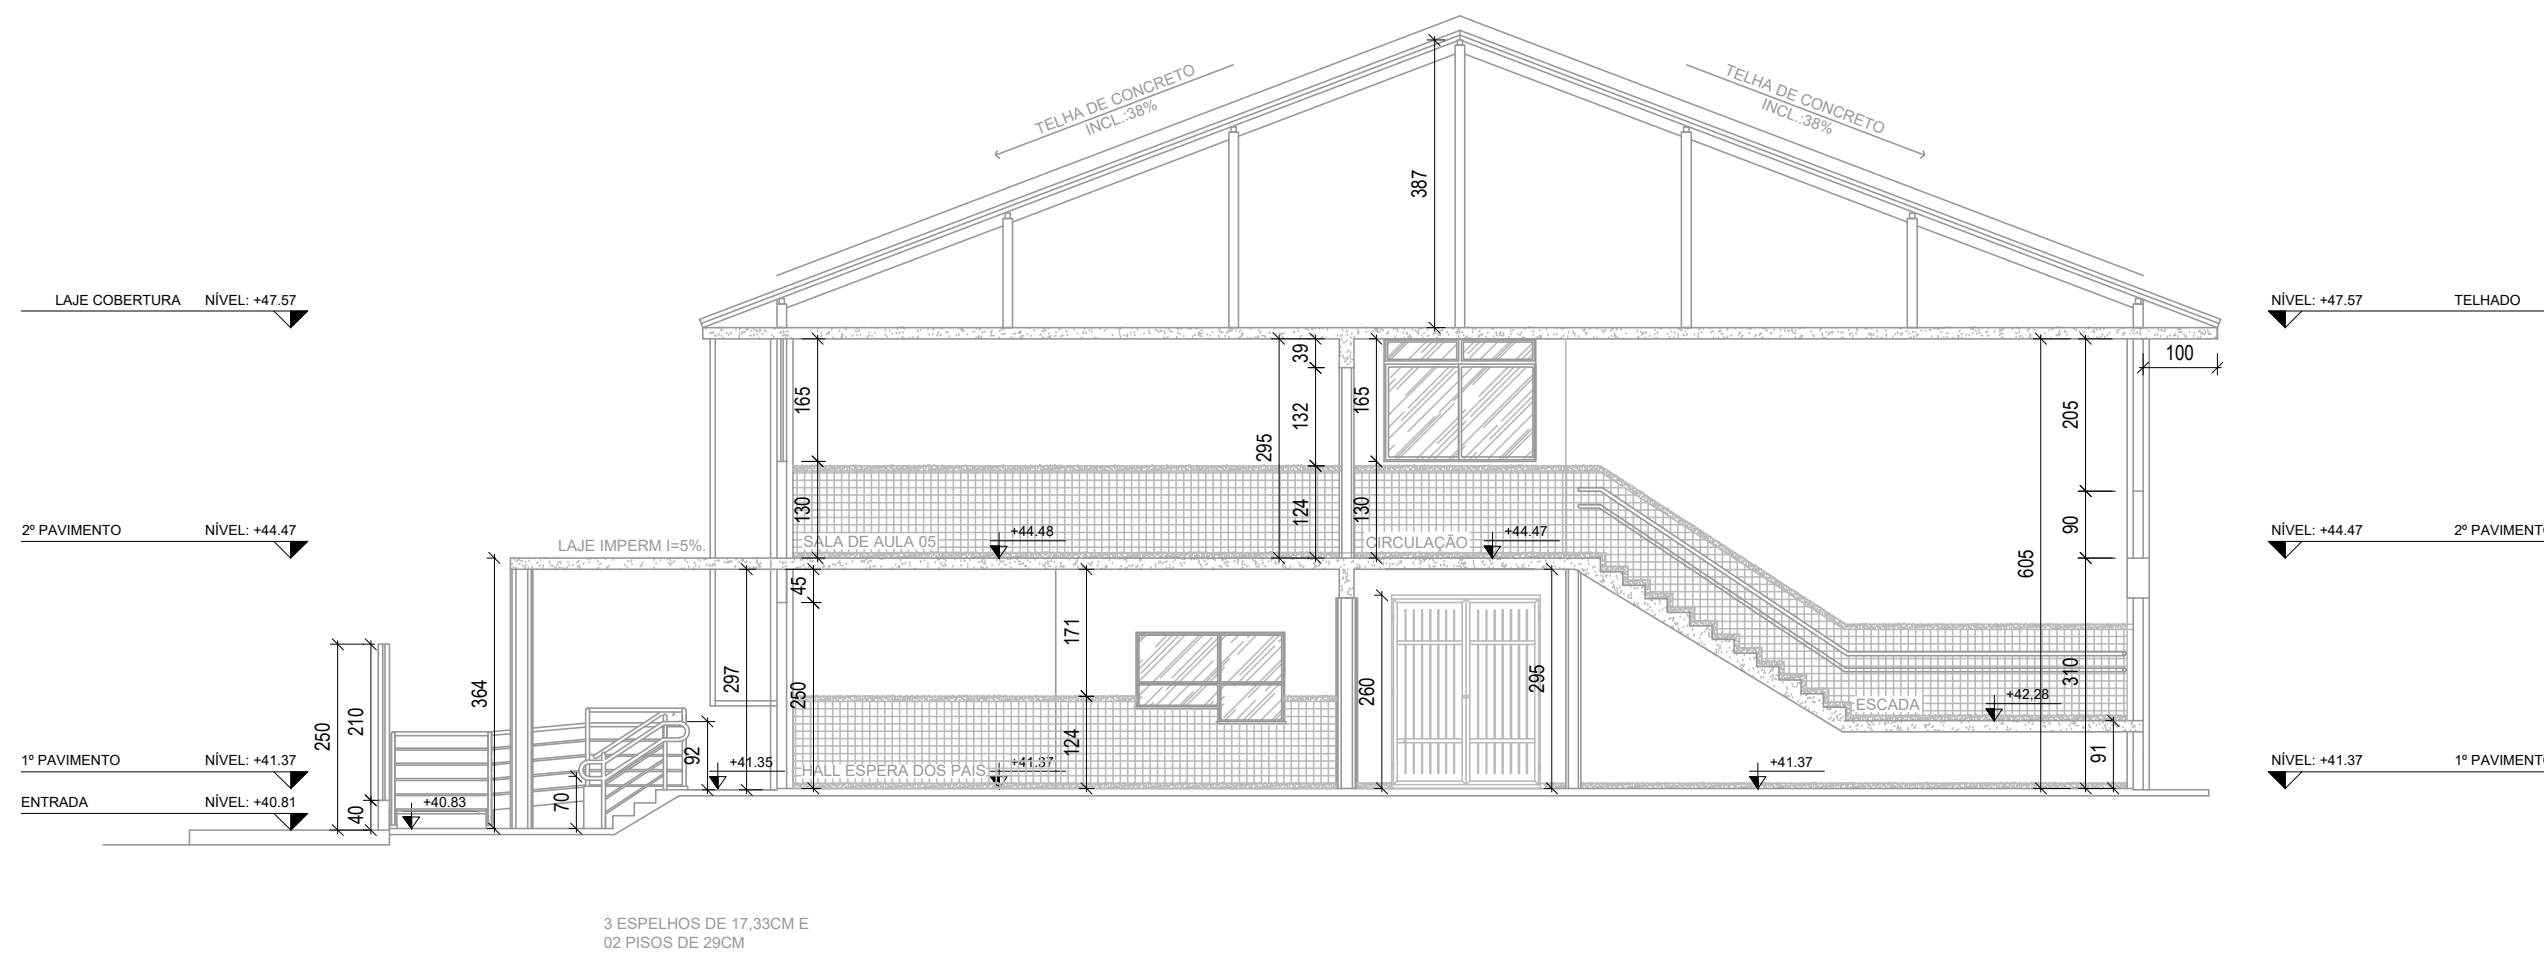 TELHA DE CONCRETO
INCL.:38%
TELHA DE CONCRETO
INCL.:38%
387
LAJE COBERTURA NÍVEL: +47.57
NÍVEL: +47.57 TELHADO
39
100
165
132
165
205
295
130
124
130
90
605
2º PAVIMENTO NÍVEL: +44.47
LAJE IMPERM I=5%.
SALA DE AULA 05
+44.48
CIRCULAÇÃO
+44.47
NÍVEL: +44.47 2º PAVIMENTO
45
171
364
297
250
260
295
310
250
210
92
124
ESCADA
+42,28
91
1º PAVIMENTO NÍVEL: +41.37
+41.35
HALL ESPERA DOS PAIS
+41.37
+41.37
NÍVEL: +41.37 1º PAVIMENTO
ENTRADA NÍVEL: +40.81
40
+40.83
70
3 ESPELHOS DE 17,33CM E
02 PISOS DE 29CM